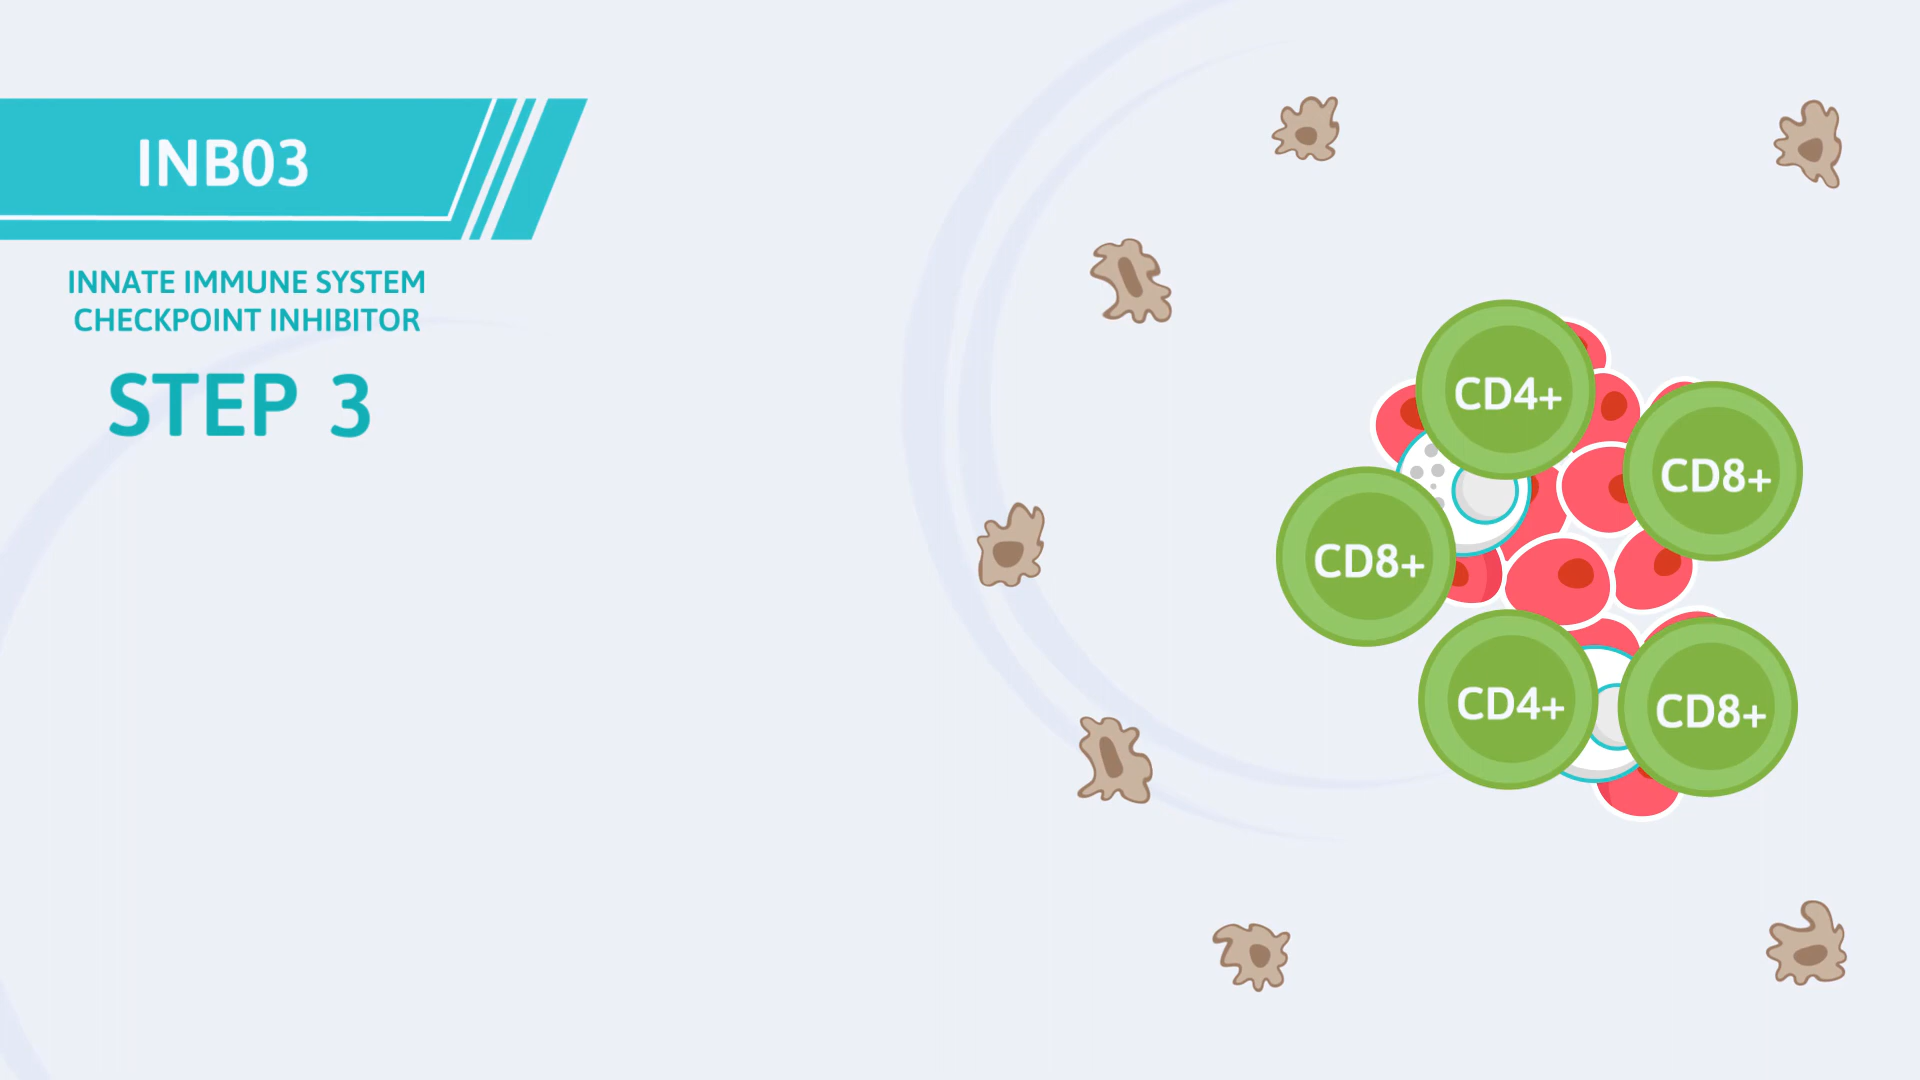 INB03
INNATE IMMUNE SYSTEM
CHECKPOINT INHIBITOR
STEP 3
CD4+
CD8+
CD8+
CD4+
CD8+